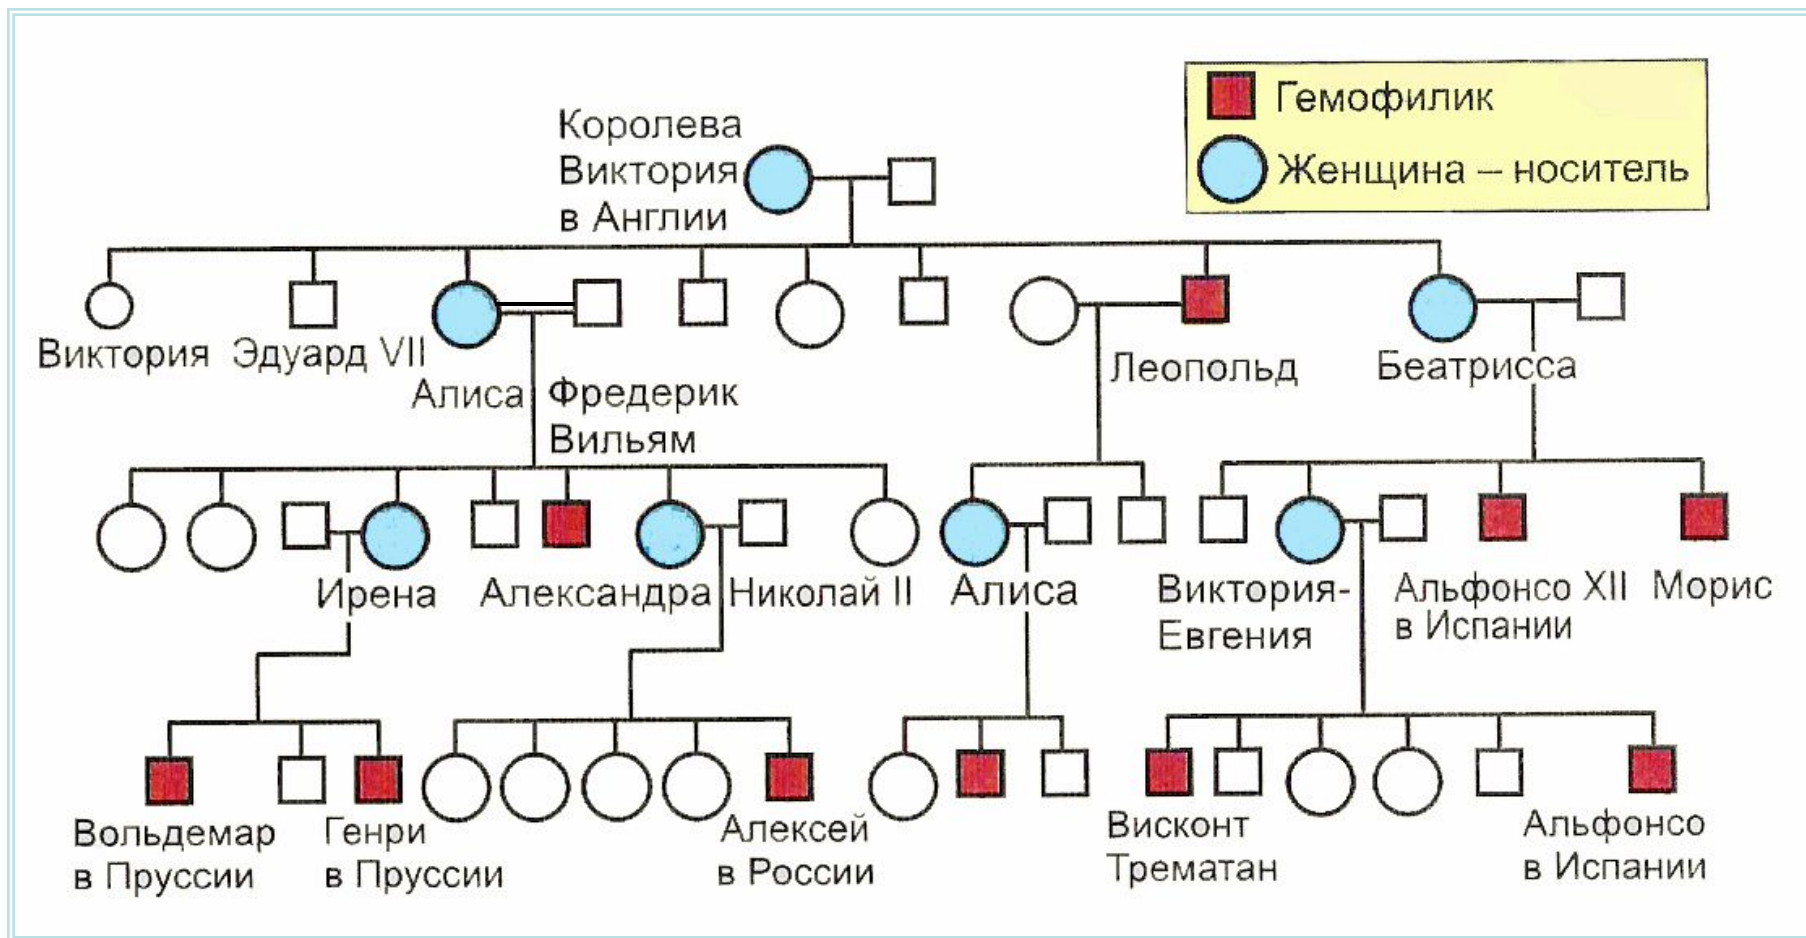 Гемофилик
Женщина – носитель
Королева
Виктория
в Англии
Виктория
Эдуард VII
Алиса
Фредерик
Вильям
Леопольд
Беатрисса
Ирена
Александра
Николай II
Алиса
Виктория-
Евгения
Альфонсо XII
в Испании
Морис
Вольдемар
в Пруссии
Генри
в Пруссии
Алексей
в России
Висконт
Трематан
Альфонсо
в Испании